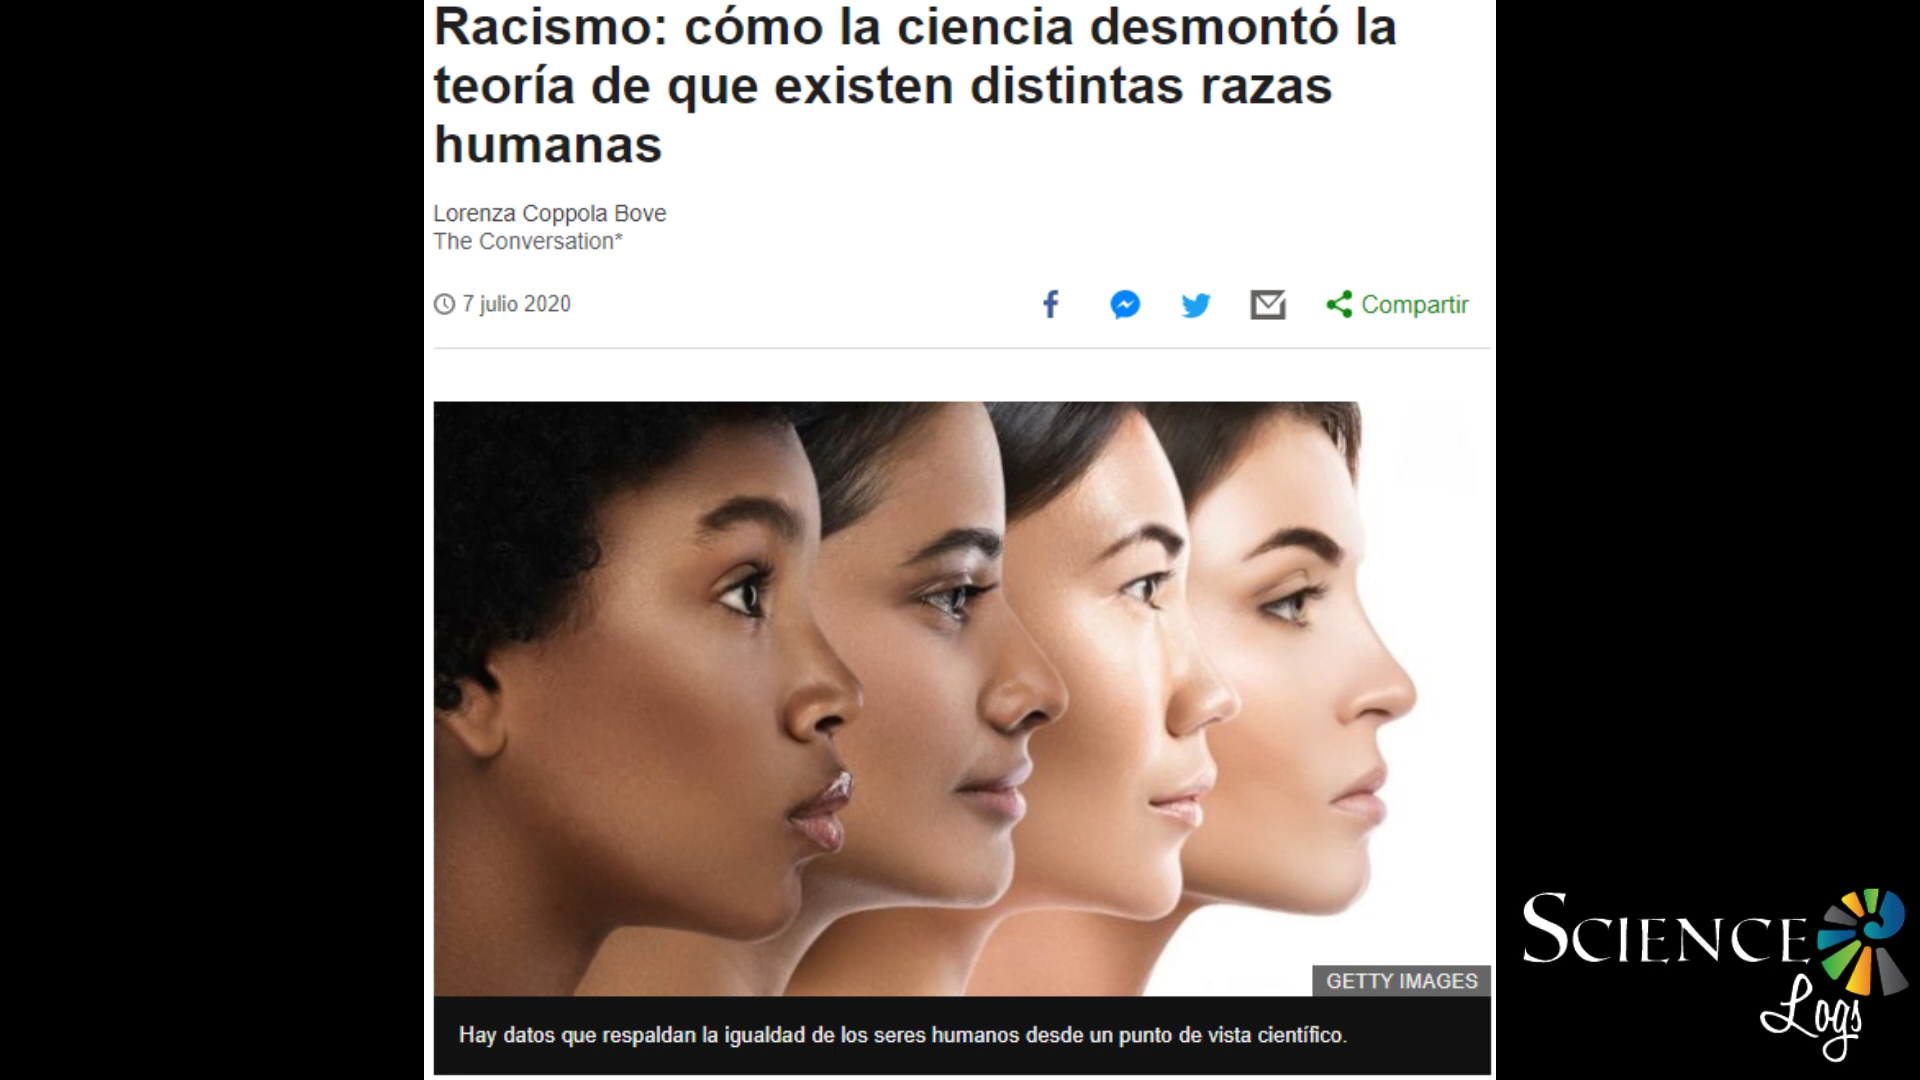 Racismo: cómo la ciencia desmontó la
teoría de que existen distintas razas
humanas
Lorenza Coppola Bove
The Conversation*
7 julio 2020
Compartir
GETTY IMAGES
Hay datos que respaldan la igualdad de los seres humanos desde un punto de vista científico.
SCIENCE
Logs